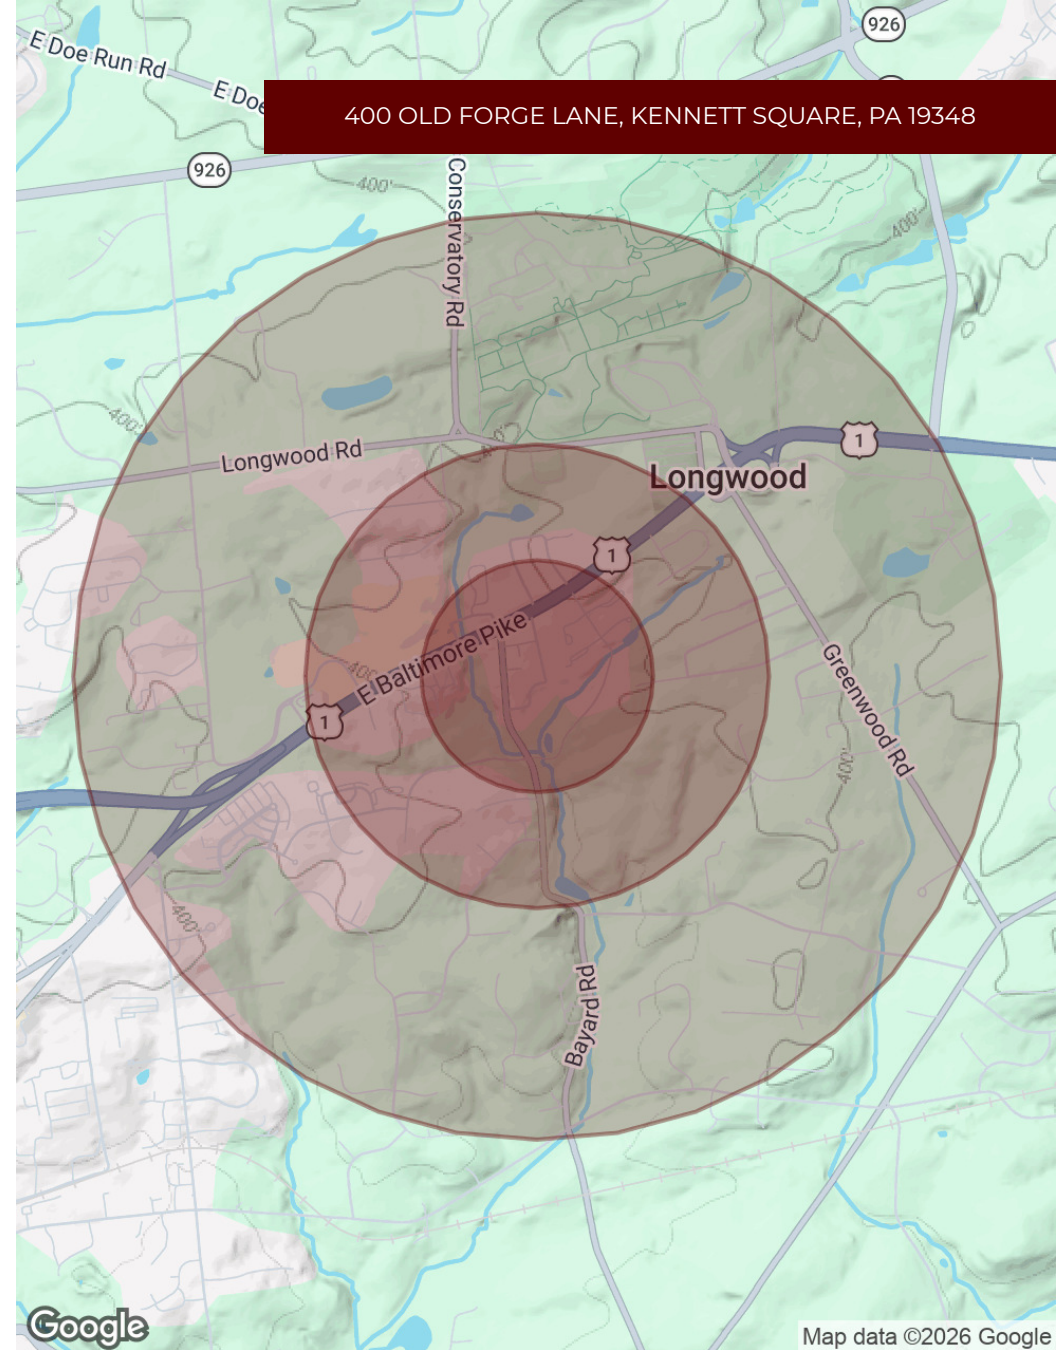 926
E Doe Run Rd
E Doe
400 OLD FORGE LANE, KENNETT SQUARE, PA 19348
926
400'
Conservatory Rd
400'
400'
Longwood Rd
1
Longwood
1
E Baltimore Pike
1
Greenwood Rd
400'
400'
Bayard Rd
Google
Map data ©2026 Google